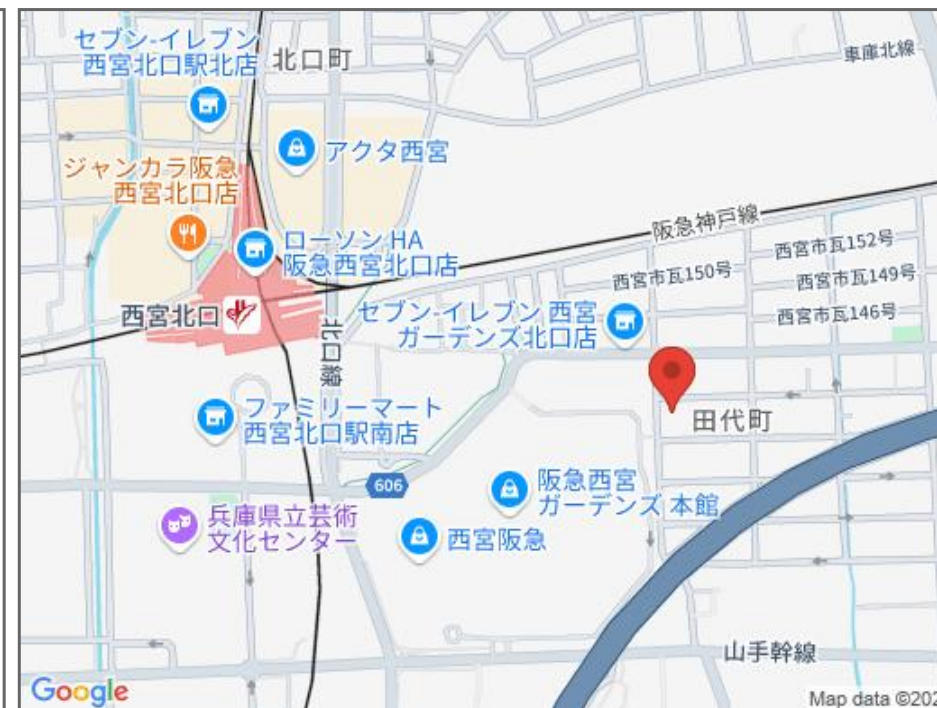 セブン-イレブン
西宮北口駅北店
北口町
車庫北線
アクタ西宮
ジャンカラ阪急
西宮北口店
阪急神戸線
西宮市瓦152号
ローソン HA
阪急西宮北口店
西宮市瓦150号
西宮市瓦149号
西宮北口
セブン-イレブン 西宮
ガーデンズ北口店
西宮市瓦146号
北口線
ファミリーマート
西宮北口駅南店
田代町
606
阪急西宮
ガーデンズ 本館
兵庫県立芸術
文化センター
西宮阪急
山手幹線
Google
Map data ©202